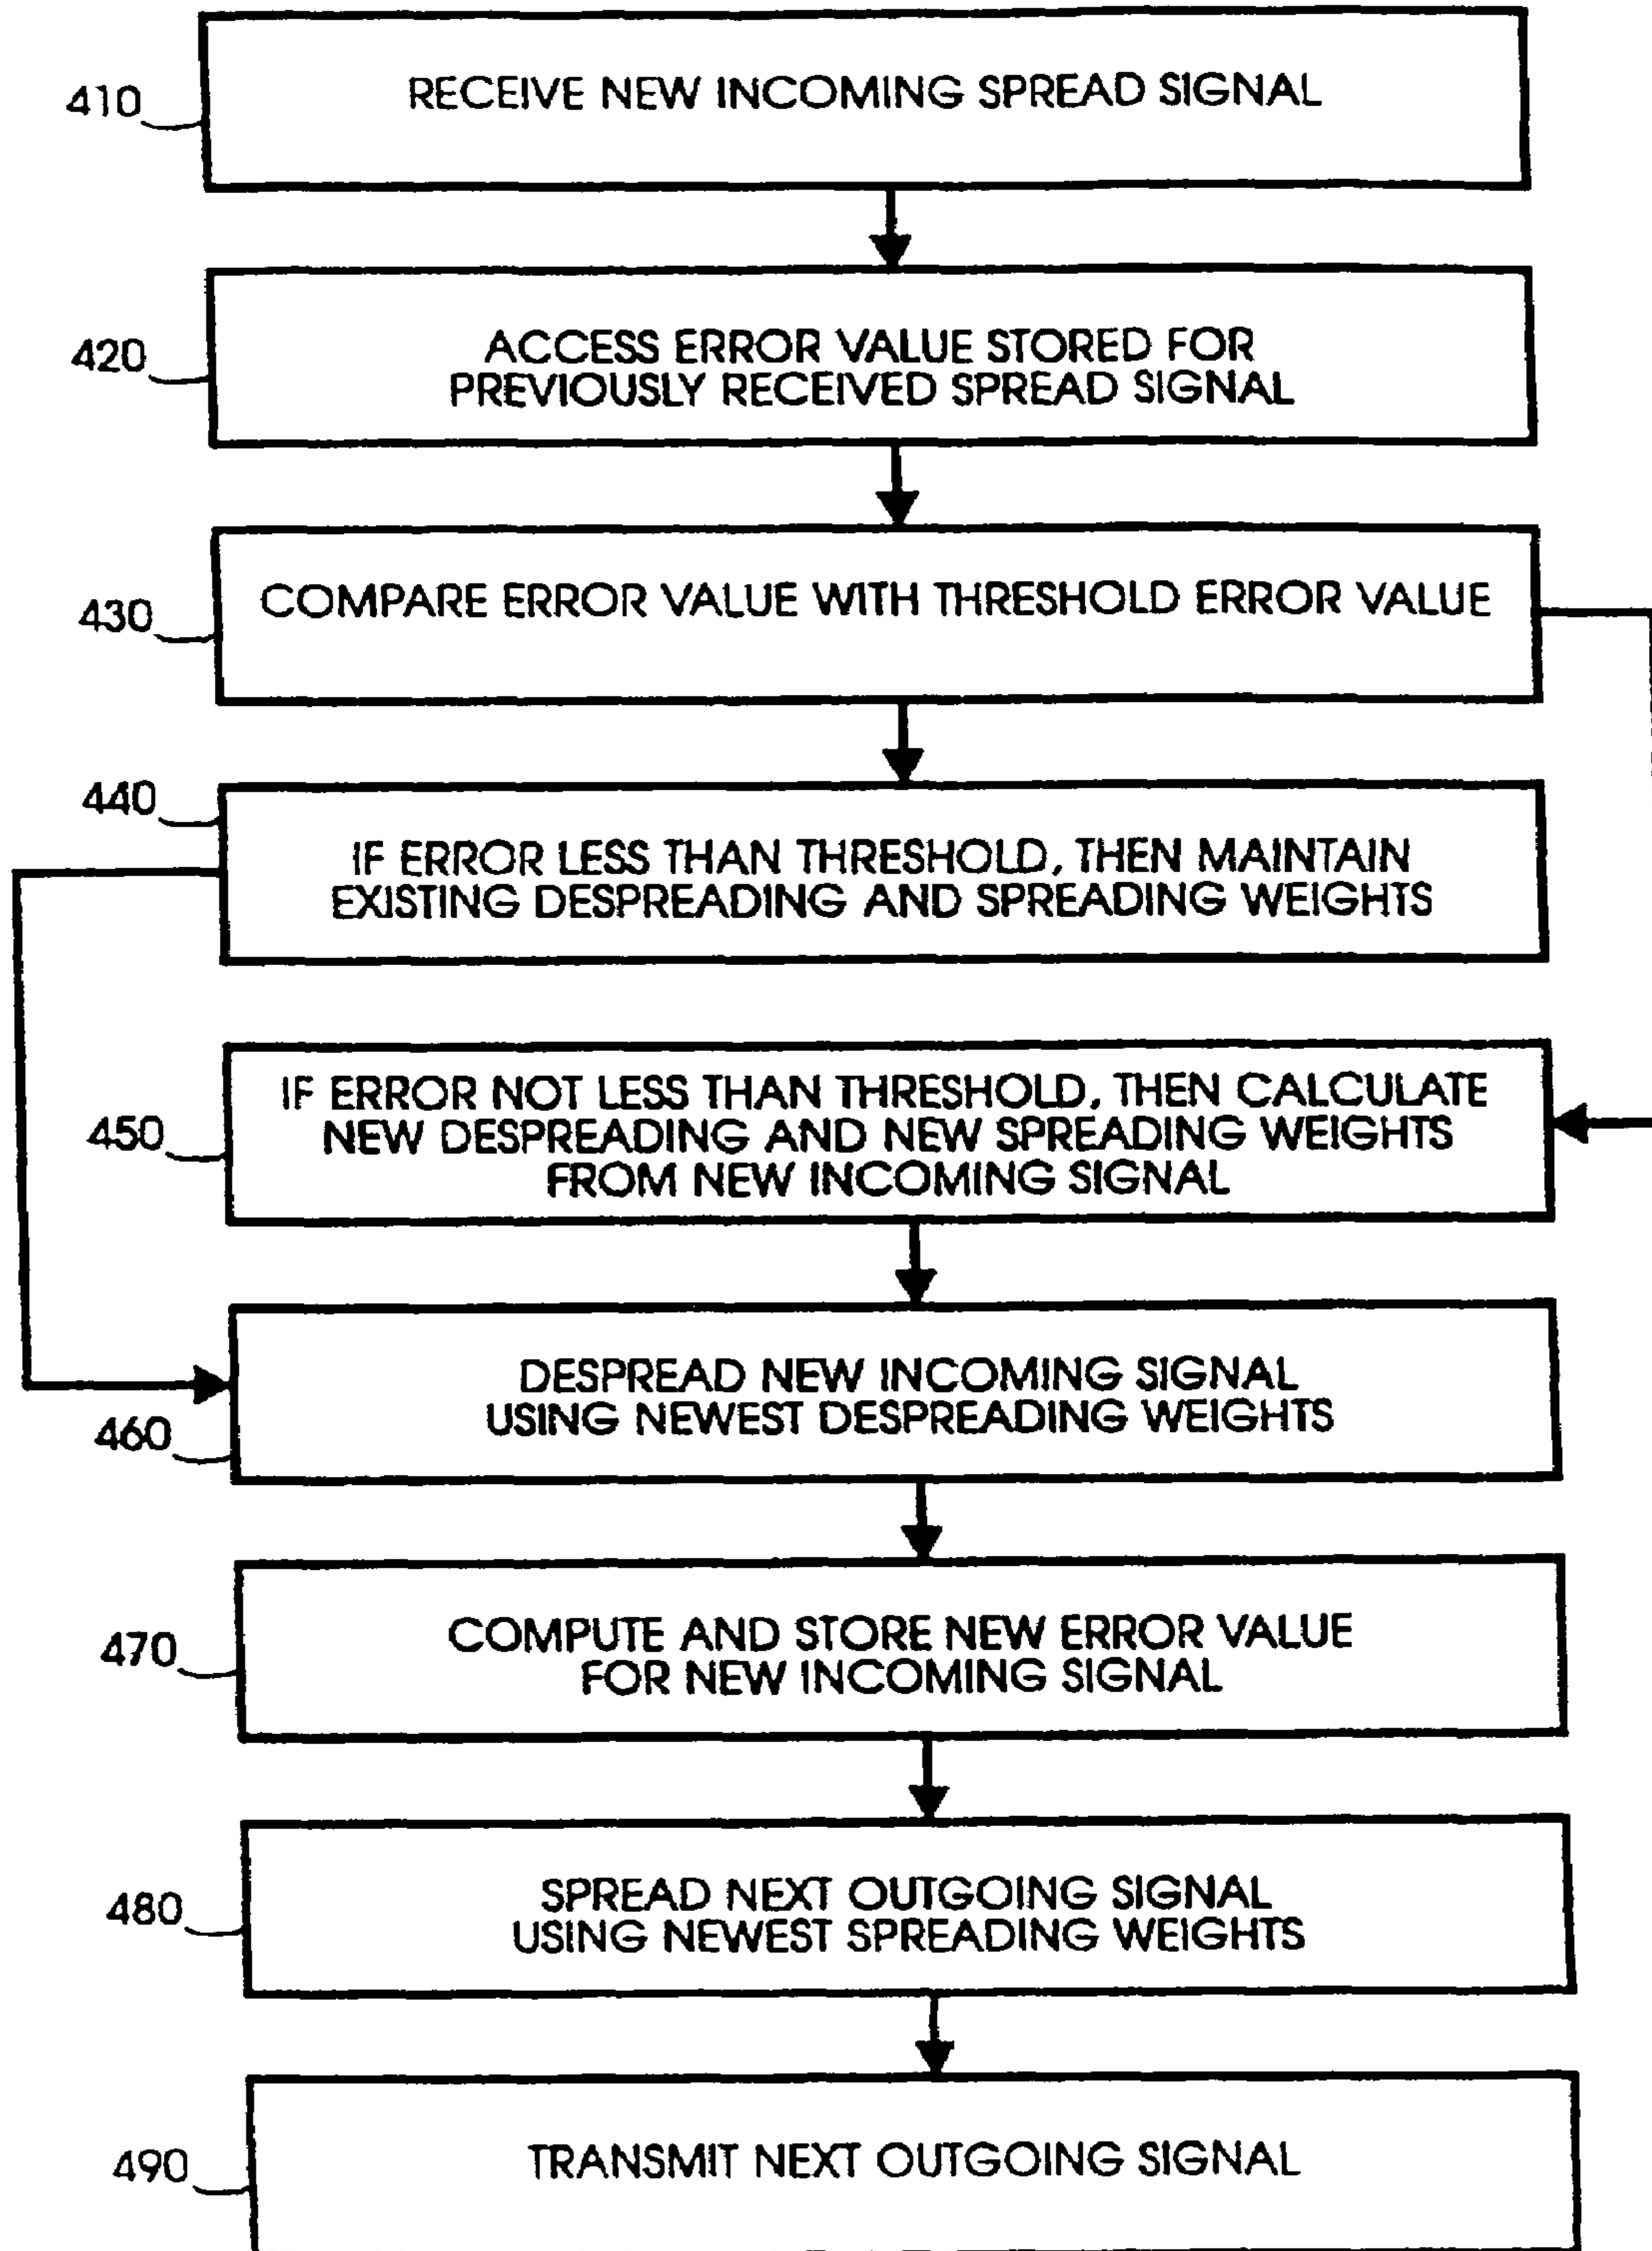 410
RECEIVE NEW INCOMING SPREAD SIGNAL
420
ACCESS ERROR VALUE STORED FOR
PREVIOUSLY RECEIVED SPREAD SIGNAL
430
COMPARE ERROR VALUE WITH THRESHOLD ERROR VALUE
440
IF ERROR LESS THAN THRESHOLD, THEN MAINTAIN
EXISTING DESPREADING AND SPREADING WEIGHTS
450
IF ERROR NOT LESS THAN THRESHOLD, THEN CALCULATE
NEW DESPREADING AND NEW SPREADING WEIGHTS
FROM NEW INCOMING SIGNAL
460
DESPREAD NEW INCOMING SIGNAL
USING NEWEST DESPREADING WEIGHTS
470
COMPUTE AND STORE NEW ERROR VALUE
FOR NEW INCOMING SIGNAL
480
SPREAD NEXT OUTGOING SIGNAL
USING NEWEST SPREADING WEIGHTS
490
TRANSMIT NEXT OUTGOING SIGNAL